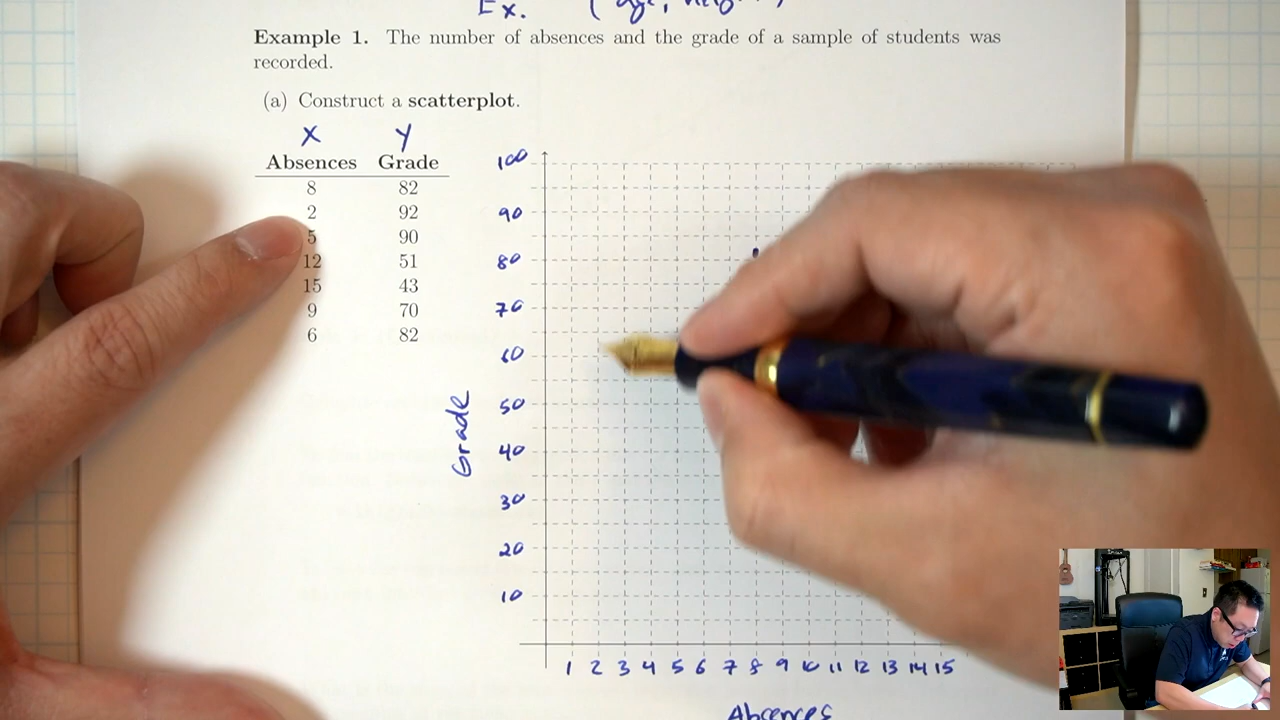 Ex. (age, height)
Example 1. The number of absences and the grade of a sample of students was
recorded.
(a) Construct a scatterplot.
X Y
Absences Grade
8 82
2 92
5 90
12 51
15 43
9 70
6 82
100
90
80
70
60
50
40
30
20
10
Grade
1 2 3 4 5 6 7 8 9 10 11 12 13 14 15
Absences